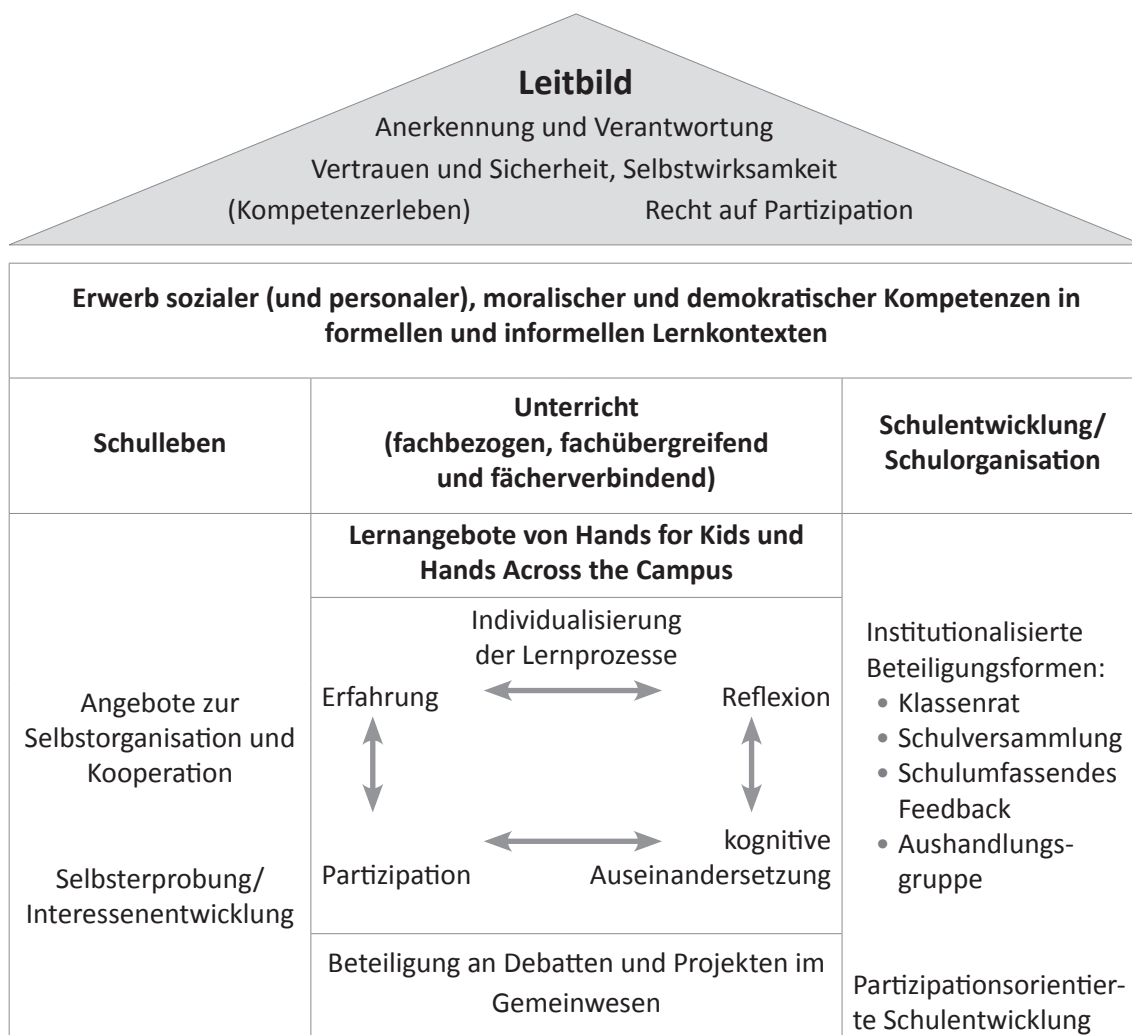 Leitbild
Anerkennung und Verantwortung
Vertrauen und Sicherheit, Selbstwirksamkeit
(Kompetenzerleben) Recht auf Partizipation
Erwerb sozialer (und personaler), moralischer und demokratischer Kompetenzen in
formellen und informellen Lernkontexten
Schulleben
Unterricht
(fachbezogen, fachübergreifend
und fächerverbindend)
Schulentwicklung/
Schulorganisation
Angebote zur
Selbstorganisation und
Kooperation
Selbsterprobung/
Interessenentwicklung
Lernangebote von Hands for Kids und
Hands Across the Campus
Individualisierung
der Lernprozesse
Erfahrung
Reflexion
Partizipation
kognitive
Auseinandersetzung
Beteiligung an Debatten und Projekten im
Gemeinwesen
Institutionalisierte
Beteiligungsformen:
• Klassenrat
• Schulversammlung
• Schulumfassendes
Feedback
• Aushandlungs-
gruppe
Partizipationsorientier-
te Schulentwicklung